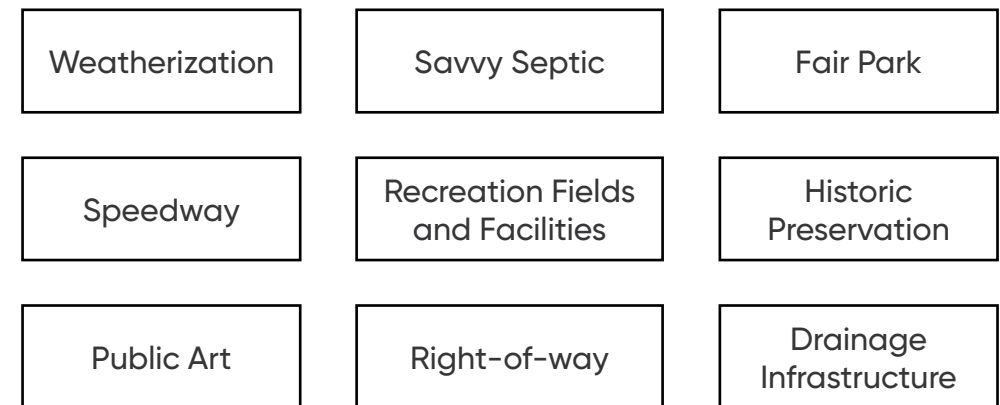 Weatherization
Savvy Septic
Fair Park
Speedway
Recreation Fields
and Facilities
Historic
Preservation
Public Art
Right-of-way
Drainage
Infrastructure